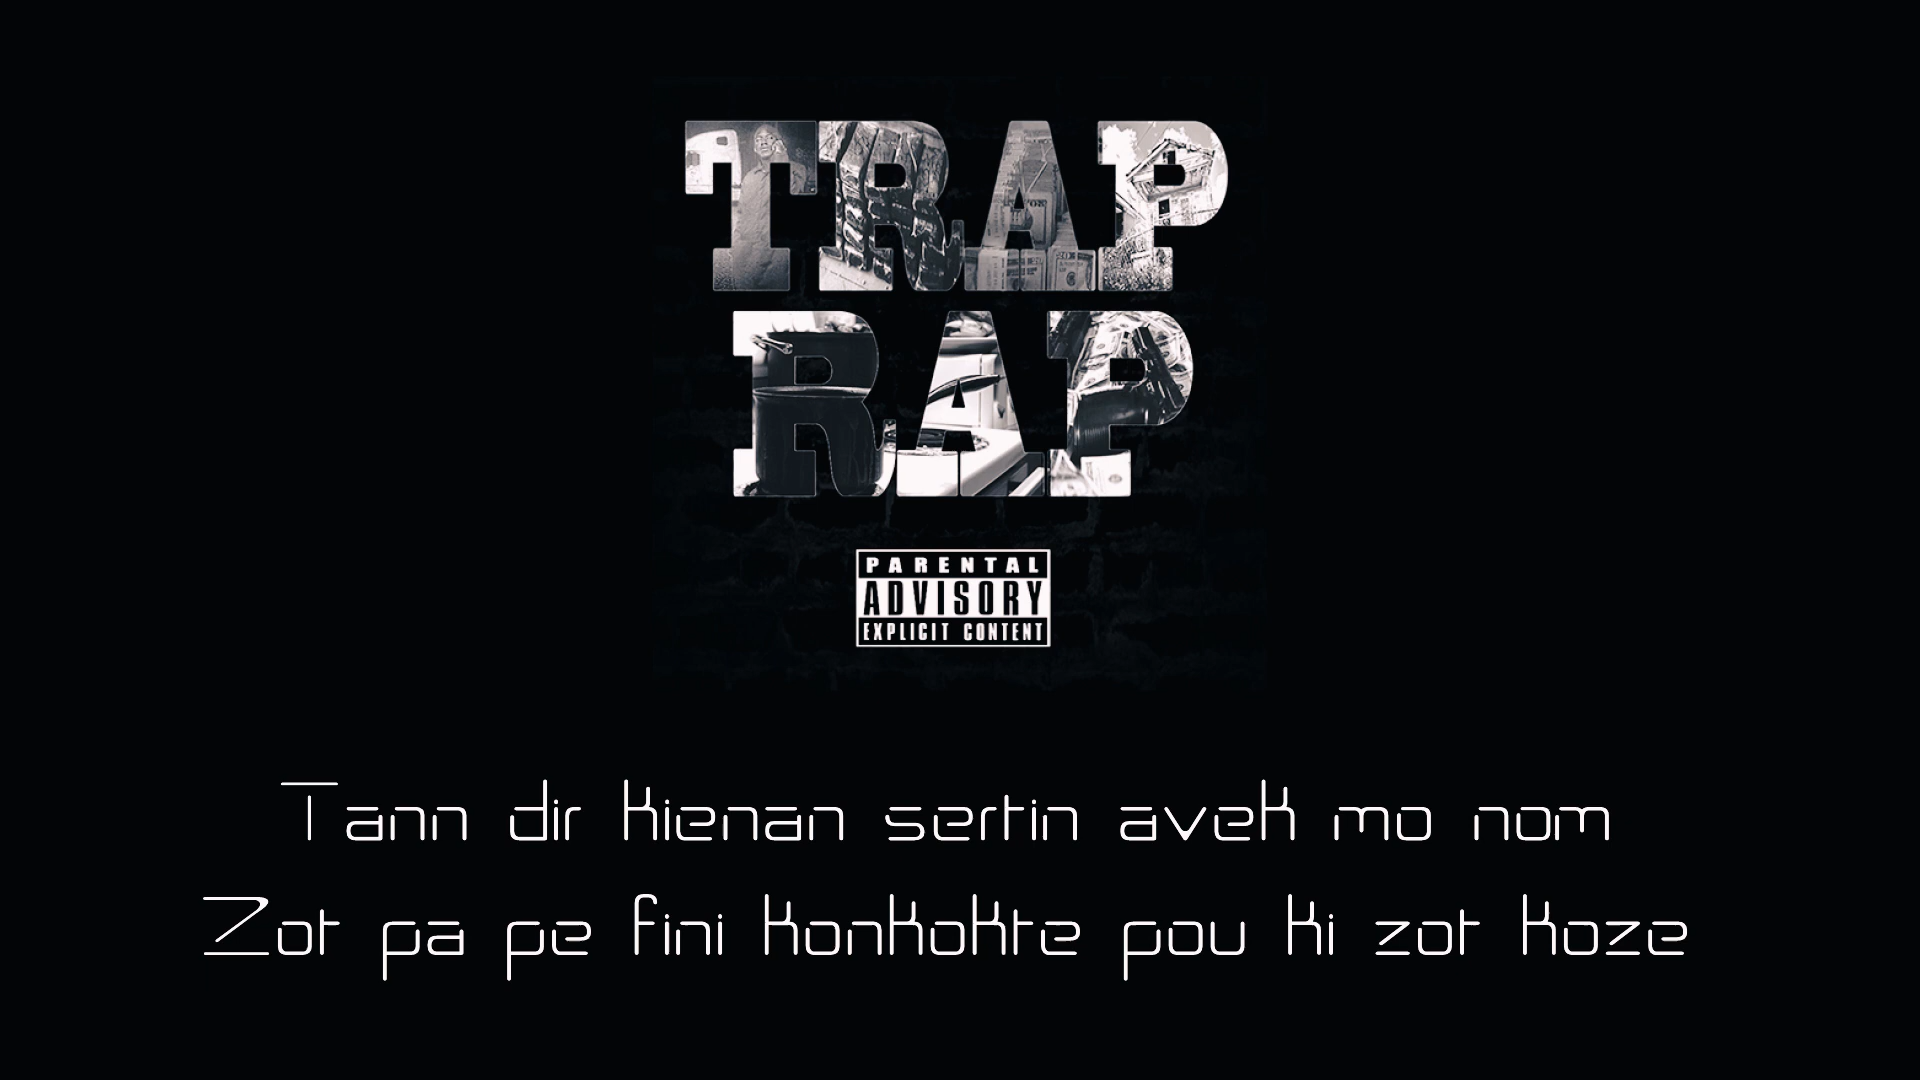 TRAP
RAP
PARENTAL
ADVISORY
EXPLICIT CONTENT
Tann dir kienan sertin avek mo nom
Zot pa pe fini konkokte pou ki zot koze